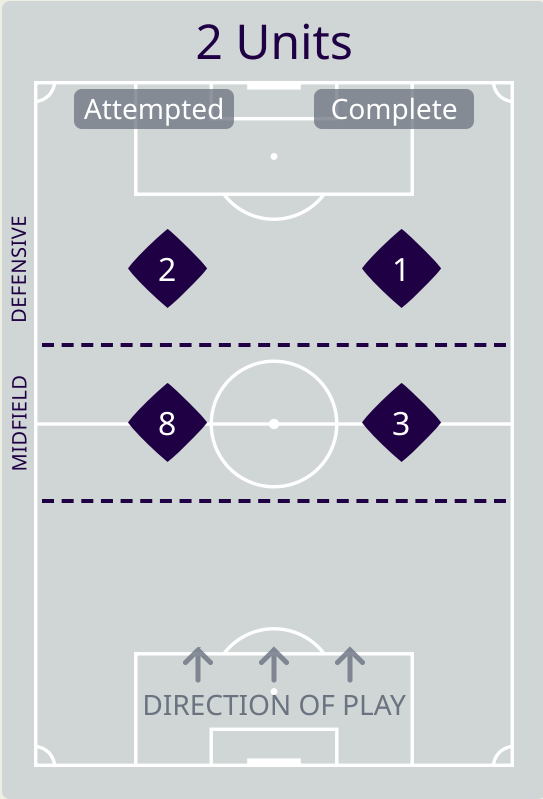 2 Units
Attempted Complete
DEFENSIVE
2 1
MIDFIELD
8 3
DIRECTION OF PLAY